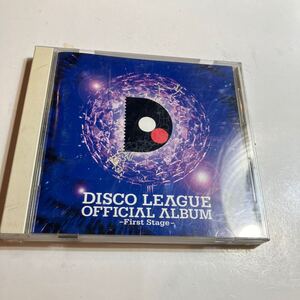 DISCO LEAGUE
OFFICIAL ALBUM
~First Stage~